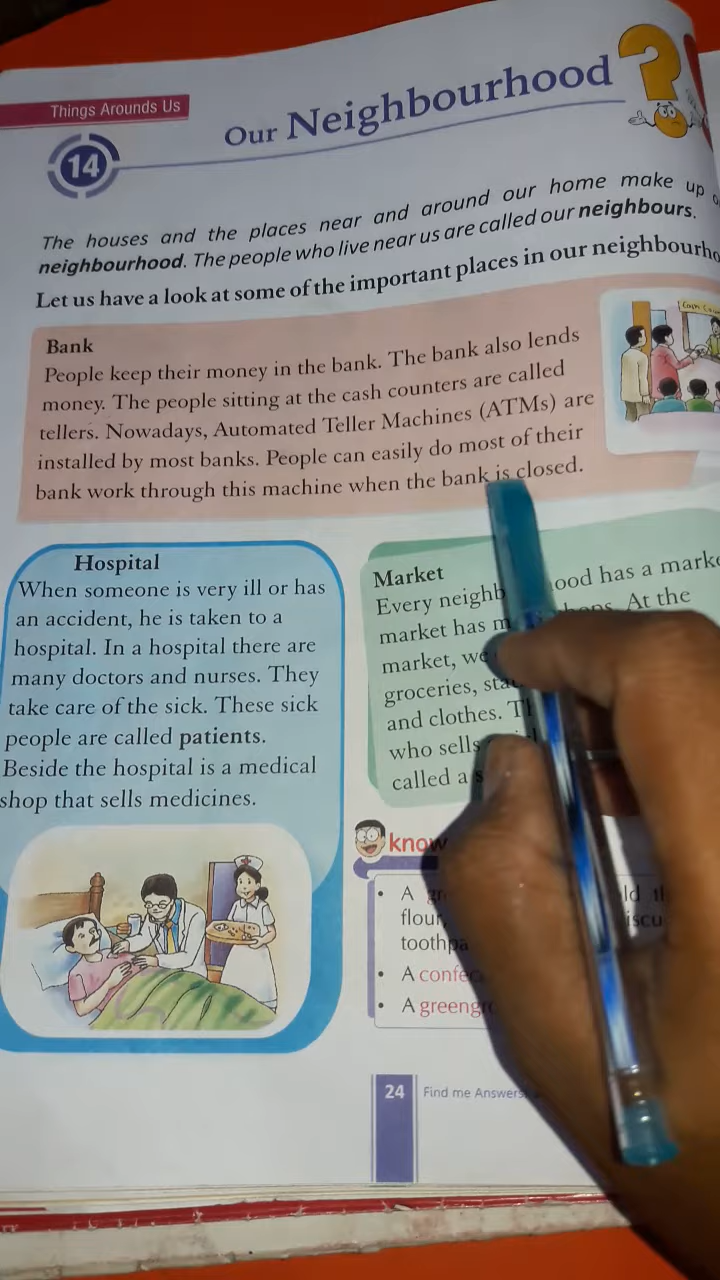 Things Arounds Us
14
Our Neighbourhood
The houses and the places near and around our home make up
neighbourhood. The people who live near us are called our neighbours.
Let us have a look at some of the important places in our
Bank
People keep their money in the bank. The bank also lends
money. The people sitting at the cash counters are called
tellers. Nowadays, Automated Teller Machines (ATMs) are
installed by most banks. People can easily do most of their
bank work through this machine when the bank is closed.
Hospital
When someone is very ill or has
an accident, he is taken to a
hospital. In a hospital there are
many doctors and nurses. They
take care of the sick. These sick
people are called patients.
Beside the hospital is a medical
shop that sells medicines.
Market
Every has a
market has At the
market, we
groceries,
and clothes.
who sells
called a
know
A
flour,
A
A
24
Find me Answers